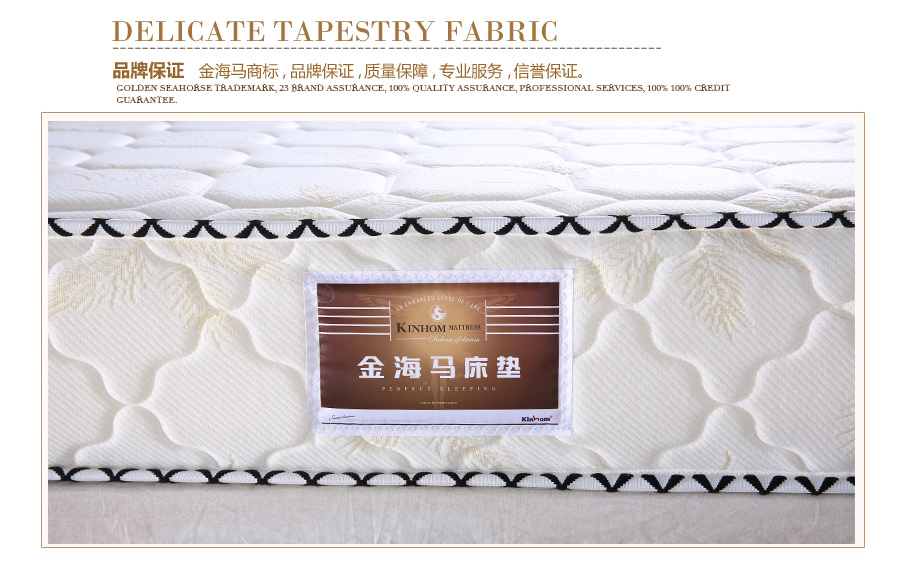 DELICATE TAPESTRY FABRIC
品牌保证 金海马商标,品牌保证,质量保障,专业服务,信誉保证。
GOLDEN SEAHORSE TRADEMARK, 23 BRAND ASSURANCE, 100% QUALITY ASSURANCE, PROFESSIONAL SERVICES, 100% 100% CREDIT
GUARANTEE.
AN ENHANCED LEVEL OF CARE
KINHOM MATTRESS
Release of dream
金海马床垫
PERFECT SLEEPING
Kinhom